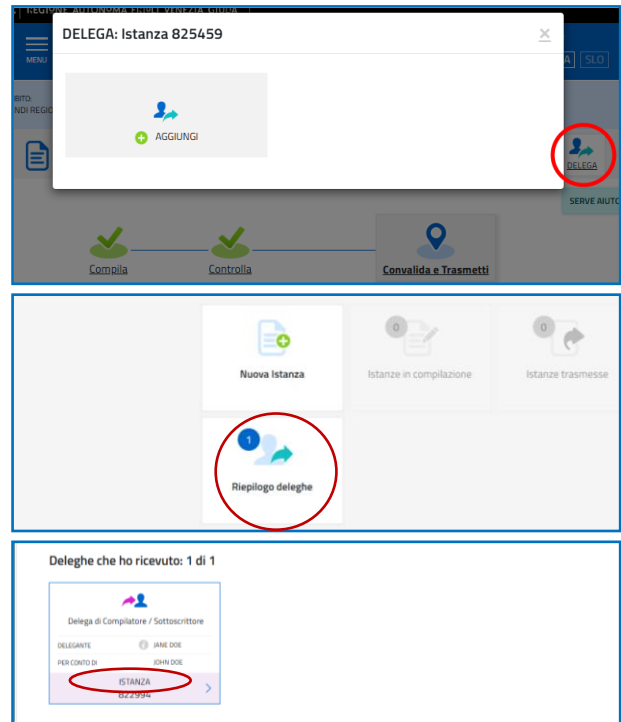 REGIONE AUTONOMA FRIULI VENEZIA GIULIA
DELEGA: Istanza 825459
×
MENU
A SLO
BITO:
NDI REGIO
AGGIUNGI
DELEGA
SERVE AIUTO
Compila
Controlla
Convalida e Trasmetti
0
0
Nuova Istanza
Istanze in compilazione
Istanze trasmesse
1
Riepilogo deleghe
Deleghe che ho ricevuto: 1 di 1
Delega di Compilatore / Sottoscrittore
DELEGANTE JANE DOE
PER CONTO DI JOHN DOE
ISTANZA
822994